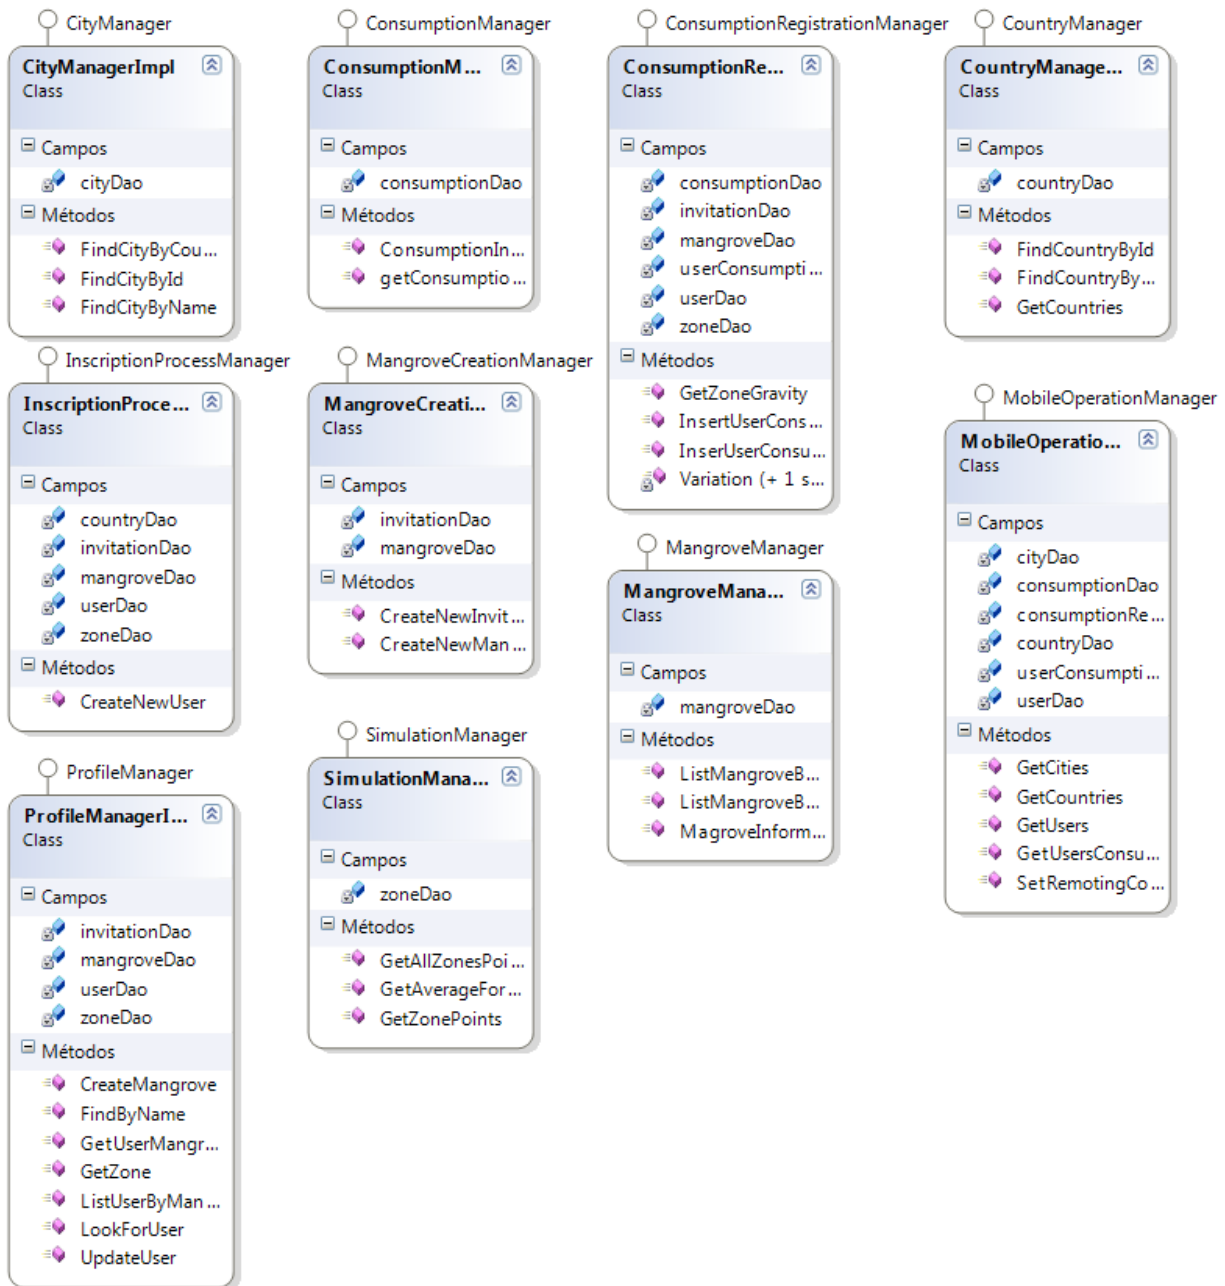 CityManager
CityManagerImpl
Class
Campos
cityDao
Métodos
FindCityByCou...
FindCityById
FindCityByName
ConsumptionManager
ConsumptionM...
Class
Campos
consumptionDao
Métodos
ConsumptionIn...
getConsumptio...
ConsumptionRegistrationManager
ConsumptionRe...
Class
Campos
consumptionDao
invitationDao
mangroveDao
userConsumpti...
userDao
zoneDao
Métodos
GetZoneGravity
InsertUserCons...
InserUserConsu...
Variation (+ 1 s...
CountryManager
CountryManage...
Class
Campos
countryDao
Métodos
FindCountryById
FindCountryBy...
GetCountries
InscriptionProcessManager
InscriptionProce...
Class
Campos
countryDao
invitationDao
mangroveDao
userDao
zoneDao
Métodos
CreateNewUser
MangroveCreationManager
MangroveCreati...
Class
Campos
invitationDao
mangroveDao
Métodos
CreateNewInvit...
CreateNewMan...
MangroveManager
MangroveMana...
Class
Campos
mangroveDao
Métodos
ListMangroveB...
ListMangroveB...
MagroveInform...
MobileOperationManager
MobileOperatio...
Class
Campos
cityDao
consumptionDao
consumptionRe...
countryDao
userConsumpti...
userDao
Métodos
GetCities
GetCountries
GetUsers
GetUsersConsu...
SetRemotingCo...
ProfileManager
ProfileManagerI...
Class
Campos
invitationDao
mangroveDao
userDao
zoneDao
Métodos
CreateMangrove
FindByName
GetUserMangr...
GetZone
ListUserByMan...
LookForUser
UpdateUser
SimulationManager
SimulationMana...
Class
Campos
zoneDao
Métodos
GetAllZonesPoi...
GetAverageFor...
GetZonePoints